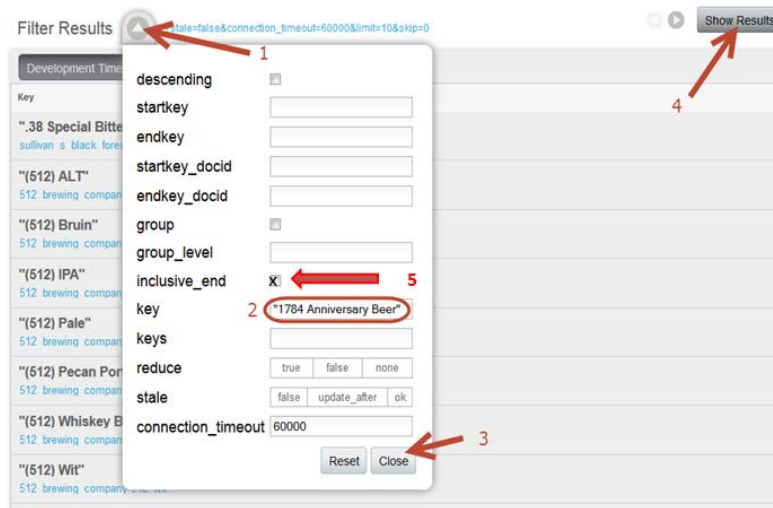 Filter Results stale=false&connection_timeout=60000&limit=10&skip=0 Show Results
1
Development Time
4
Key
descending
".38 Special Bitte
startkey
sullivan s black fores
endkey
"(512) ALT"
startkey_docid
512 brewing compan
endkey_docid
"(512) Bruin"
group
512 brewing compan
group_level
"(512) IPA"
inclusive_end X 5
512 brewing compan
key 2 "1784 Anniversary Beer"
"(512) Pale"
keys
512 brewing compan
"(512) Pecan Por
reduce true false none
512 brewing compan
stale false update_after ok
"(512) Whiskey B
connection_timeout 60000
512 brewing compan
3
Reset Close
"(512) Wit"
512 brewing company 512 wit